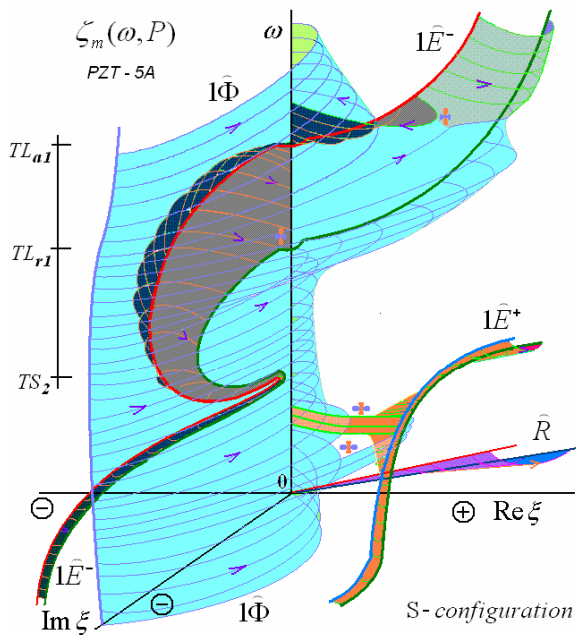 ζₘ(ω, P)
PZT - 5A
ω
1Ê⁻
1Φ̂
TLₐ₁
TLᵣ₁
TS₂
1Ê⁺
R̂
0
⊖
⊕ Re ξ
1Ê⁻
Im ξ
⊖
1Φ̂
S- configuration